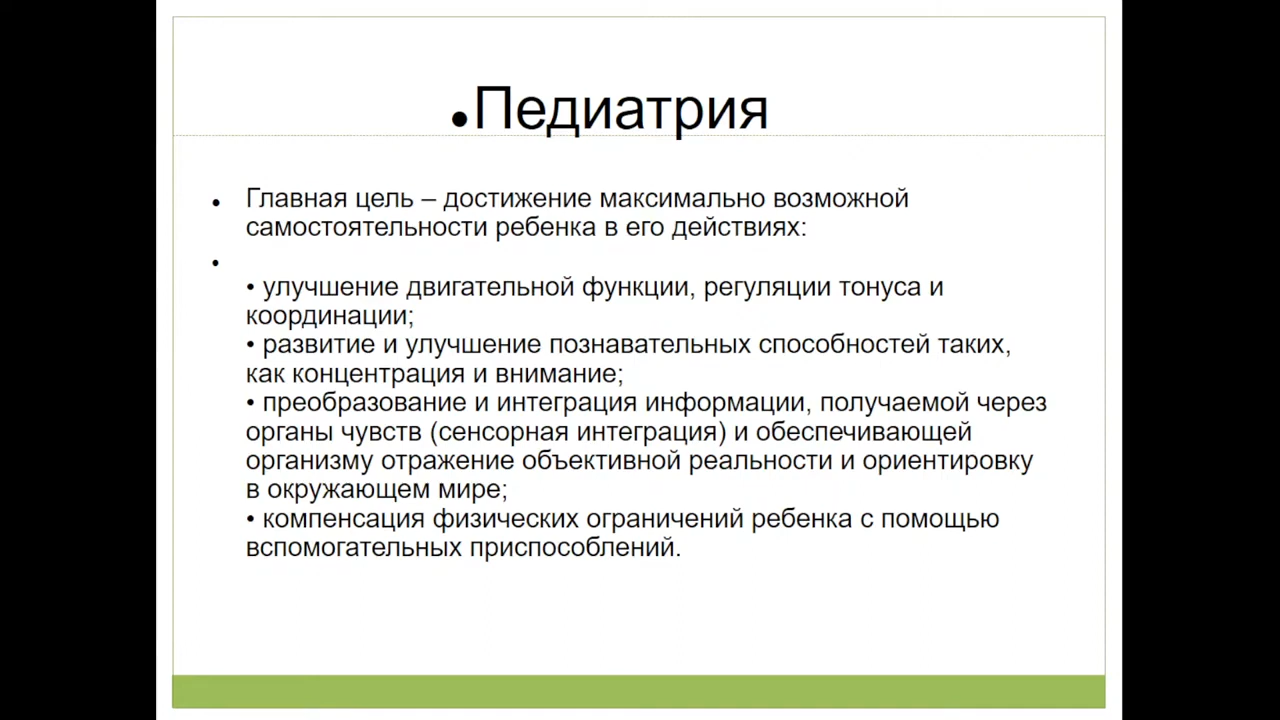 •Педиатрия
• Главная цель – достижение максимально возможной
самостоятельности ребенка в его действиях:
•
• улучшение двигательной функции, регуляции тонуса и
координации;
• развитие и улучшение познавательных способностей таких,
как концентрация и внимание;
• преобразование и интеграция информации, получаемой через
органы чувств (сенсорная интеграция) и обеспечивающей
организму отражение объективной реальности и ориентировку
в окружающем мире;
• компенсация физических ограничений ребенка с помощью
вспомогательных приспособлений.